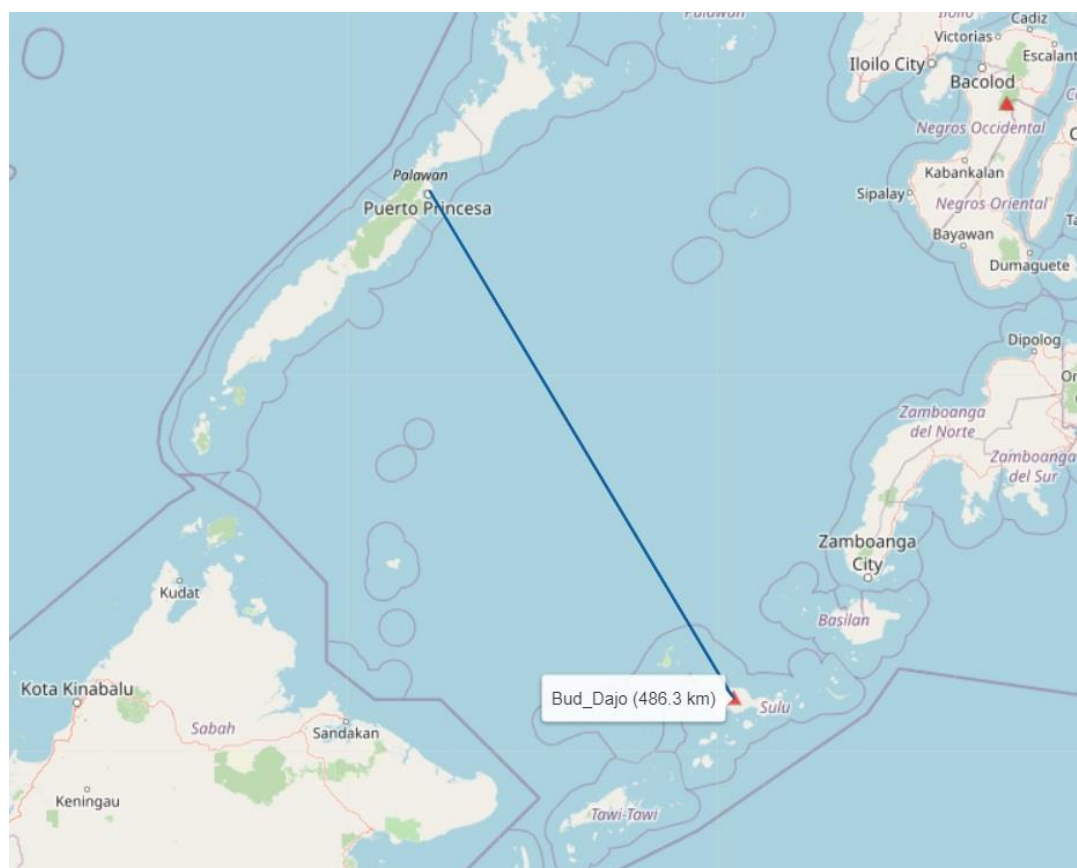 Palawan
Iloilo
Cadiz
Victorias
Escalant
Iloilo City
Bacolod
Negros Occidental
Palawan
Puerto Princesa
Kabankalan
Sipalay
Negros Oriental
Bayawan
Dumaguete
Dipolog
Zamboanga
del Norte
Zamboanga
del Sur
Zamboanga
City
Kudat
Basilan
Kota Kinabalu
Bud_Dajo (486.3 km)
Sulu
Sabah
Sandakan
Keningau
Tawi-Tawi